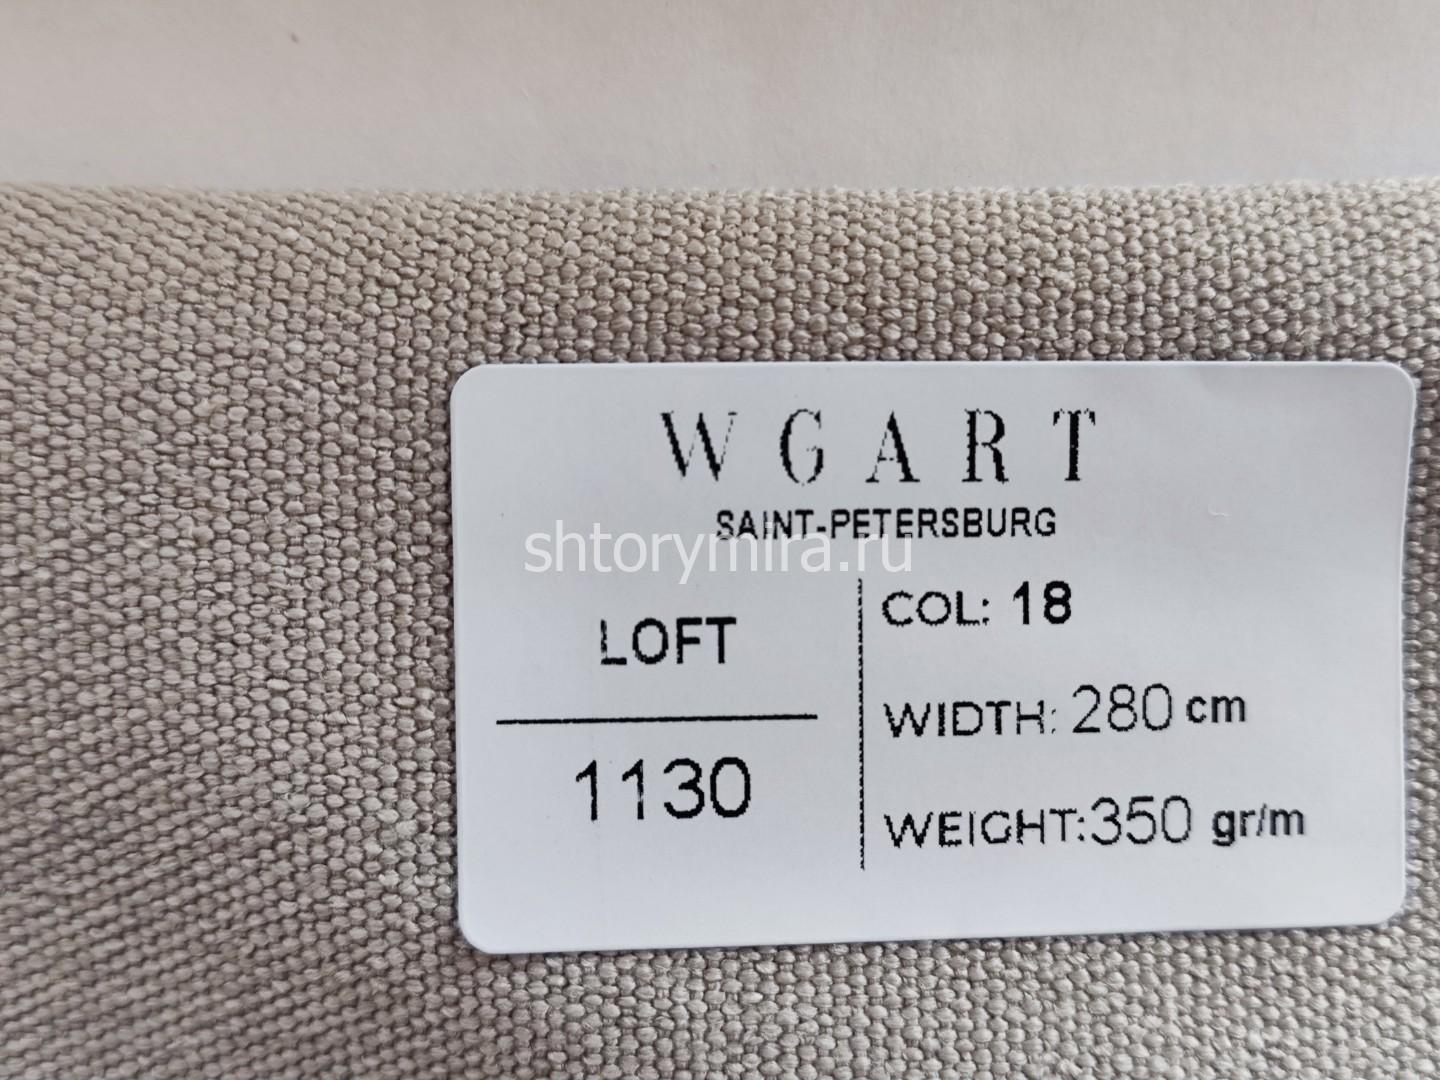 W G A R T
SAINT-PETERSBURG
shtorymira.ru
LOFT
1130
COL: 18
WIDTH: 280 cm
WEIGHT: 350 gr/m